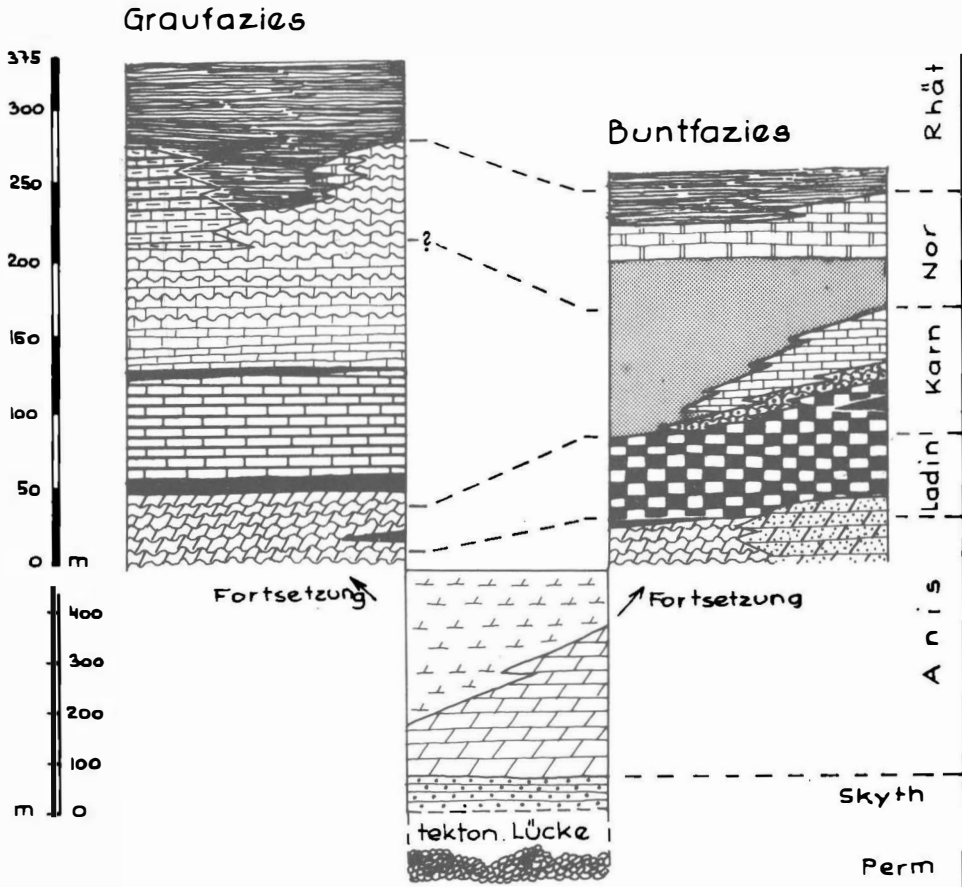 Graufazies
375
300
250
200
150
100
50
0 m
Buntfazies
?
Rhät
Nor
Karn
Ladin
Anis
Skyth
Perm
Fortsetzung
Fortsetzung
400
300
200
100
m 0
tekton. Lücke